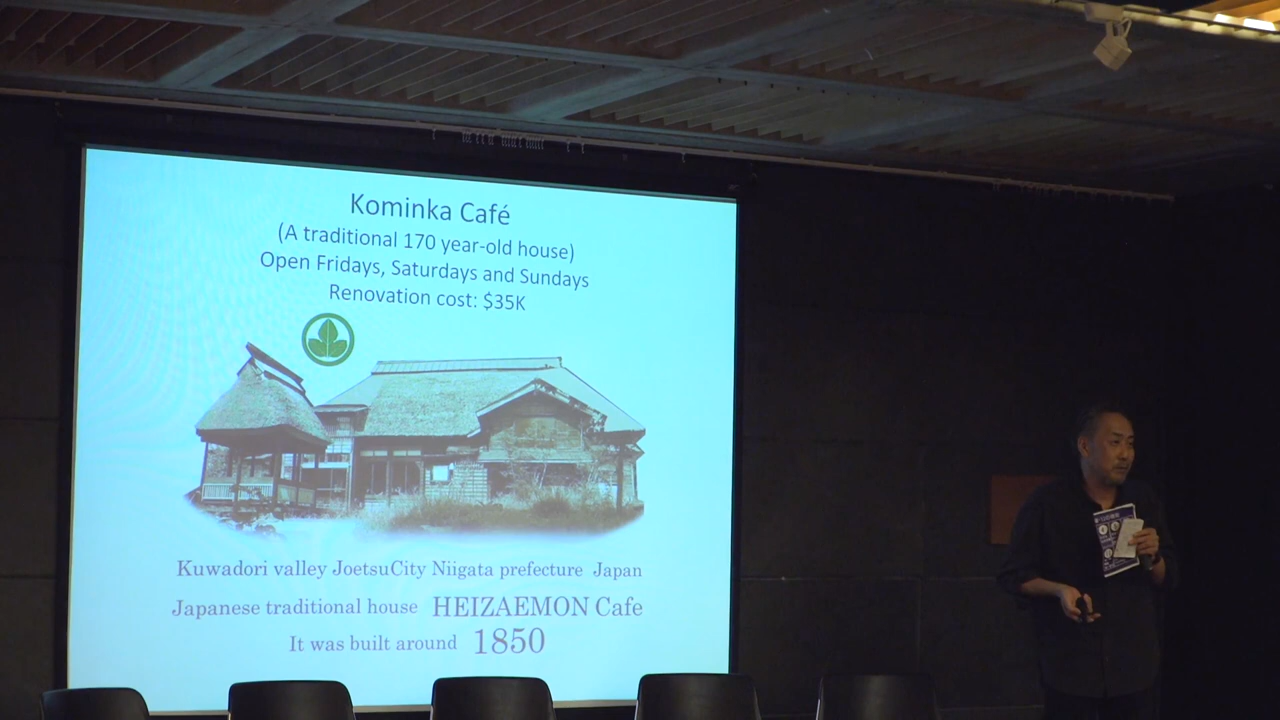 Kominka Café
(A traditional 170 year-old house)
Open Fridays, Saturdays and Sundays
Renovation cost: $35K
Kuwadori valley JoetsuCity Niigata prefecture Japan
Japanese traditional house HEIZAEMON Cafe
It was built around 1850